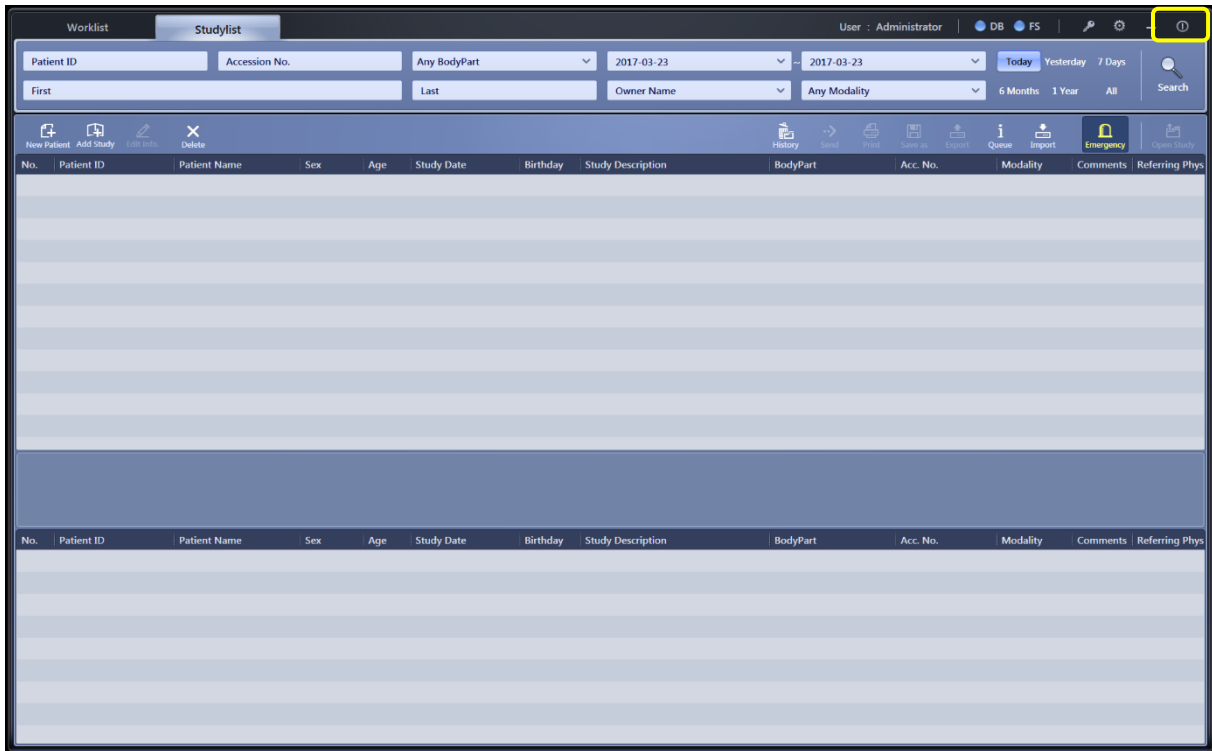 Worklist Studylist User : Administrator DB FS
Patient ID Accession No. Any BodyPart 2017-03-23 ~ 2017-03-23 Today Yesterday 7 Days
First Last Owner Name Any Modality 6 Months 1 Year All Search
New Patient Add Study Edit Info. Delete History Send Print Save as Export Queue Import Emergency Open Study
No. Patient ID Patient Name Sex Age Study Date Birthday Study Description BodyPart Acc. No. Modality Comments Referring Phys
No. Patient ID Patient Name Sex Age Study Date Birthday Study Description BodyPart Acc. No. Modality Comments Referring Phys